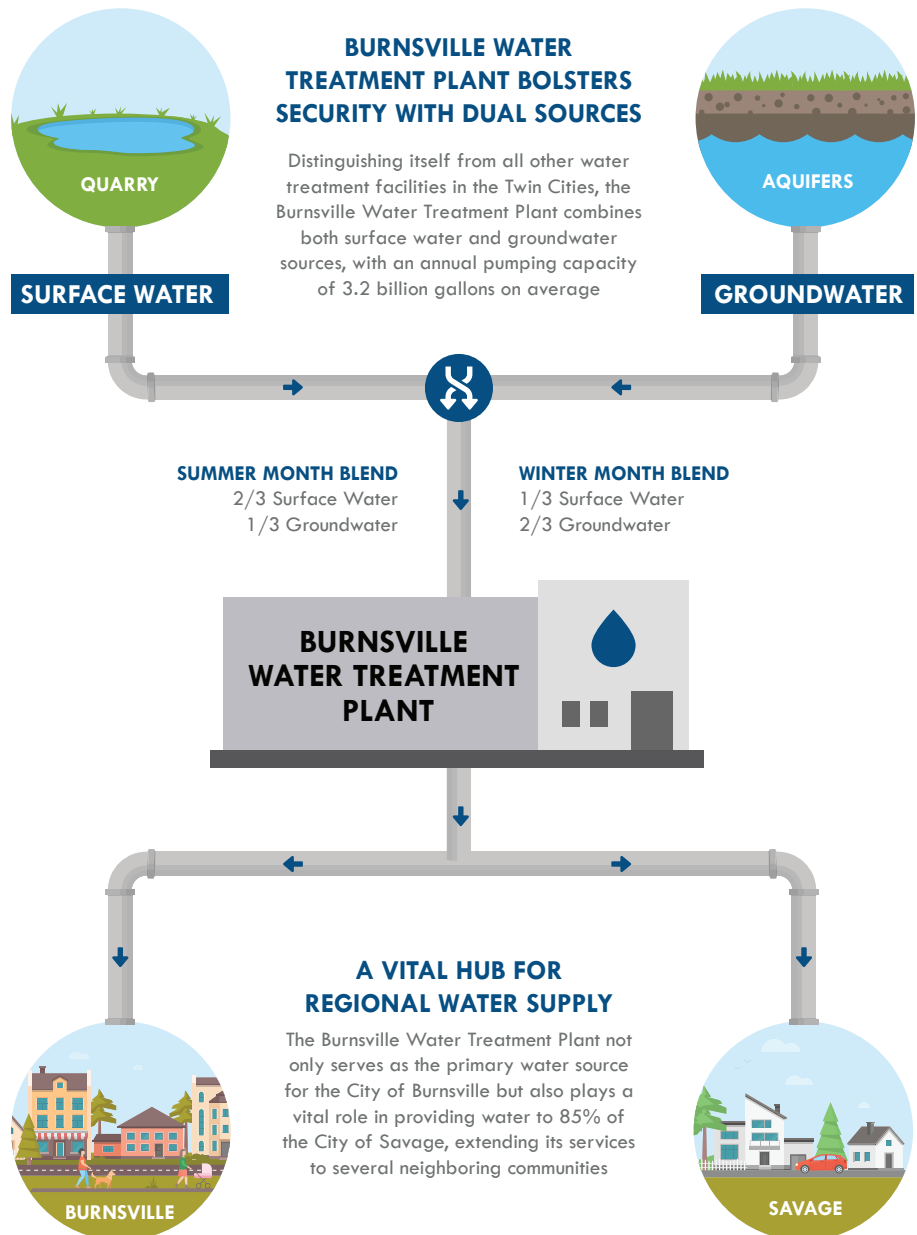 BURNSVILLE WATER
TREATMENT PLANT BOLSTERS
SECURITY WITH DUAL SOURCES
Distinguishing itself from all other water
treatment facilities in the Twin Cities, the
Burnsville Water Treatment Plant combines
both surface water and groundwater
sources, with an annual pumping capacity
of 3.2 billion gallons on average
QUARRY
AQUIFERS
SURFACE WATER
GROUNDWATER
SUMMER MONTH BLEND
2/3 Surface Water
1/3 Groundwater
WINTER MONTH BLEND
1/3 Surface Water
2/3 Groundwater
BURNSVILLE
WATER TREATMENT
PLANT
A VITAL HUB FOR
REGIONAL WATER SUPPLY
The Burnsville Water Treatment Plant not
only serves as the primary water source
for the City of Burnsville but also plays a
vital role in providing water to 85% of
the City of Savage, extending its services
to several neighboring communities
BURNSVILLE
SAVAGE